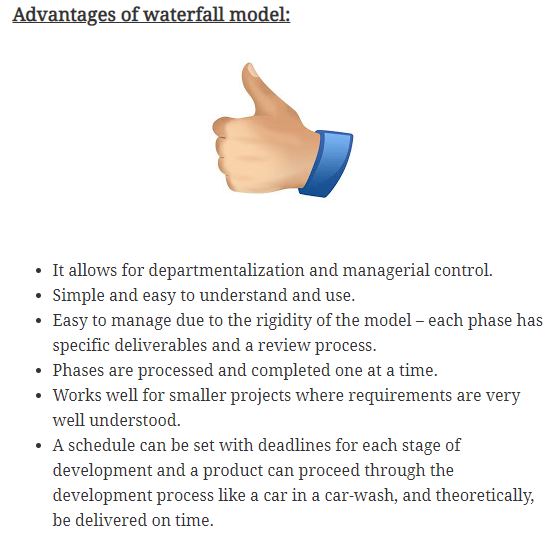 Advantages of waterfall model:
• It allows for departmentalization and managerial control.
• Simple and easy to understand and use.
• Easy to manage due to the rigidity of the model – each phase has
specific deliverables and a review process.
• Phases are processed and completed one at a time.
• Works well for smaller projects where requirements are very
well understood.
• A schedule can be set with deadlines for each stage of
development and a product can proceed through the
development process like a car in a car-wash, and theoretically,
be delivered on time.